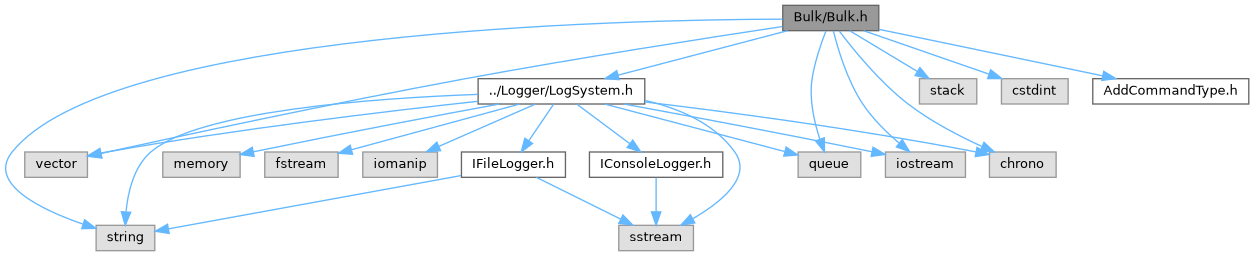 Bulk/Bulk.h
../Logger/LogSystem.h
stack
cstdint
AddCommandType.h
vector
memory
fstream
iomanip
IFileLogger.h
IConsoleLogger.h
queue
iostream
chrono
string
sstream